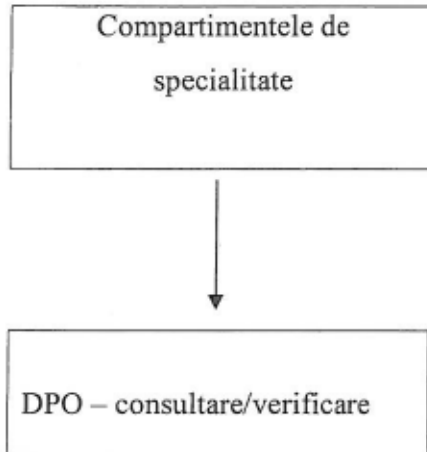 Compartimentele de
specialitate
DPO – consultare/verificare